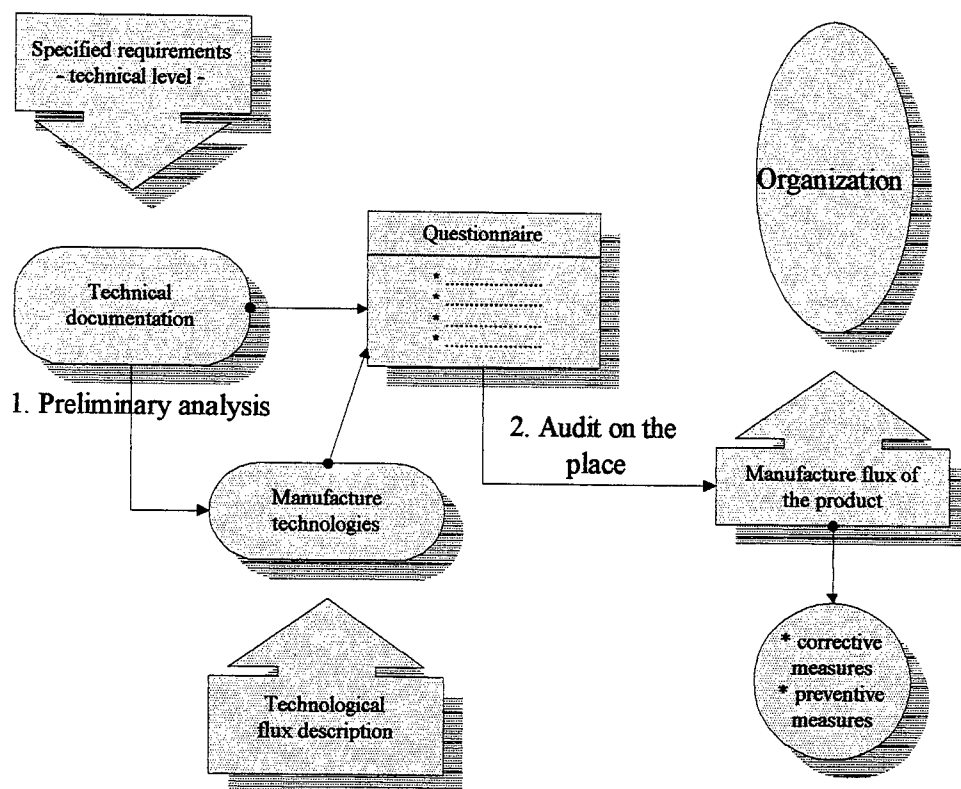 Specified requirements
- technical level -
Organization
Questionnaire
* ....................
* ....................
* ....................
* ....................
Technical
documentation
1. Preliminary analysis
2. Audit on the
place
Manufacture
technologies
Manufacture flux of
the product
Technological
flux description
* corrective
measures
* preventive
measures